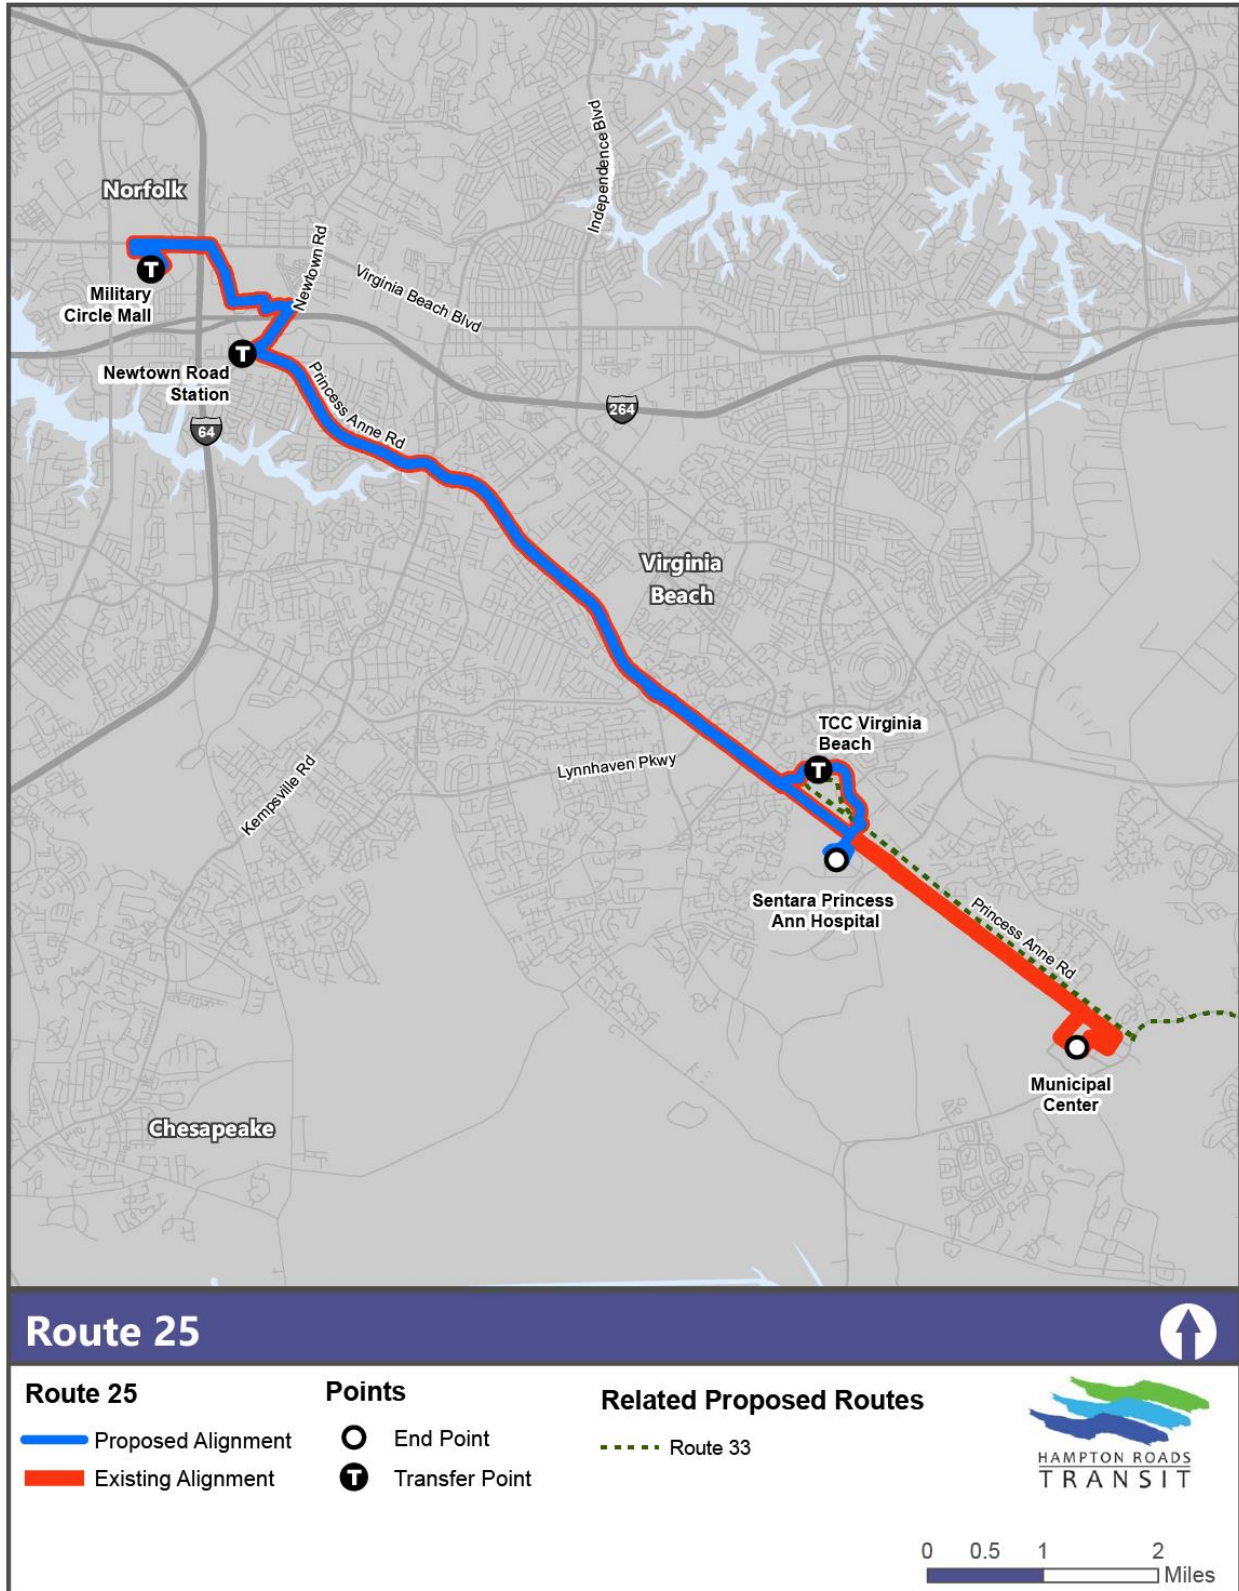 Independence Blvd
Norfolk
Newtown Rd
Virginia Beach Blvd
T
Military
Circle Mall
T
Newtown Road
Station
Princess Anne Rd
264
64
Virginia
Beach
TCC Virginia
Beach
T
Lynnhaven Pkwy
Kempsville Rd
Sentara Princess
Ann Hospital
Princess Anne Rd
Municipal
Center
Chesapeake
Route 25
Route 25
Proposed Alignment
Existing Alignment
Points
End Point
T Transfer Point
Related Proposed Routes
Route 33
HAMPTON ROADS
TRANSIT
0 0.5 1 2
Miles